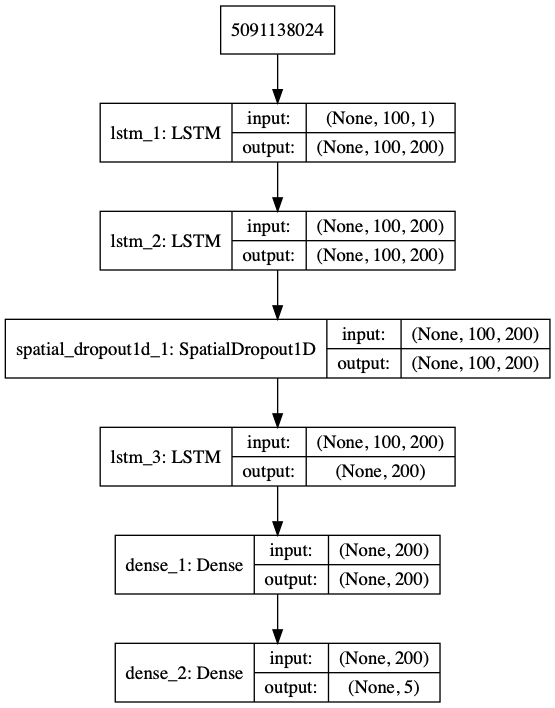 5091138024
lstm_1: LSTM
input:
(None, 100, 1)
output:
(None, 100, 200)
lstm_2: LSTM
input:
(None, 100, 200)
output:
(None, 100, 200)
spatial_dropout1d_1: SpatialDropout1D
input:
(None, 100, 200)
output:
(None, 100, 200)
lstm_3: LSTM
input:
(None, 100, 200)
output:
(None, 200)
dense_1: Dense
input:
(None, 200)
output:
(None, 200)
dense_2: Dense
input:
(None, 200)
output:
(None, 5)